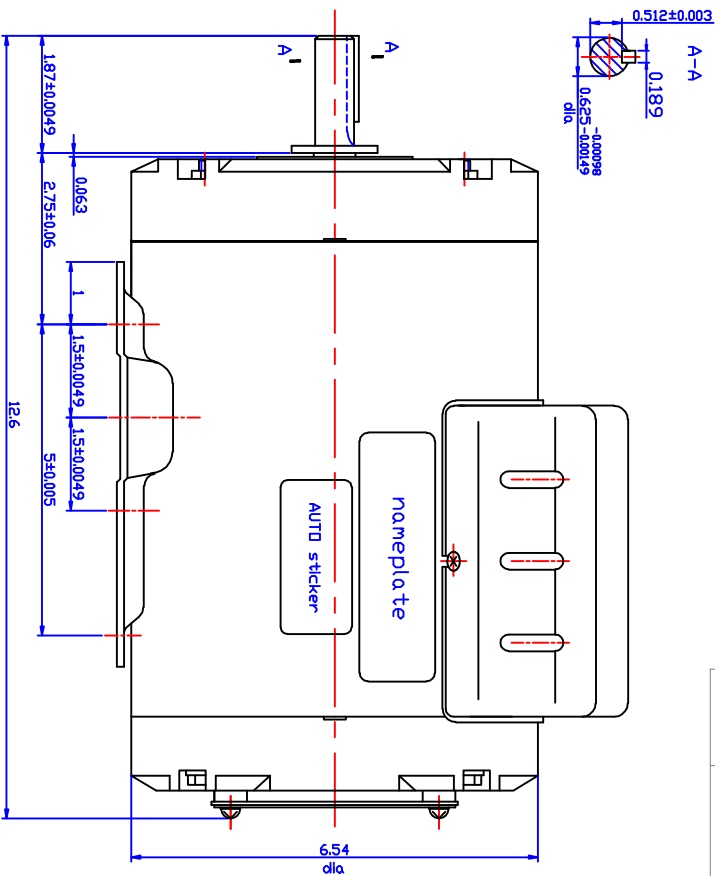 0.512±0.003
A-A
0.189
0.625 -0.00098 -0.00149
dia
A
A
1.87±0.0049
0.063
2.75±0.06
1
1.5±0.0049
1.5±0.0049
5±0.005
12.6
nameplate
AUTO sticker
6.54
dia